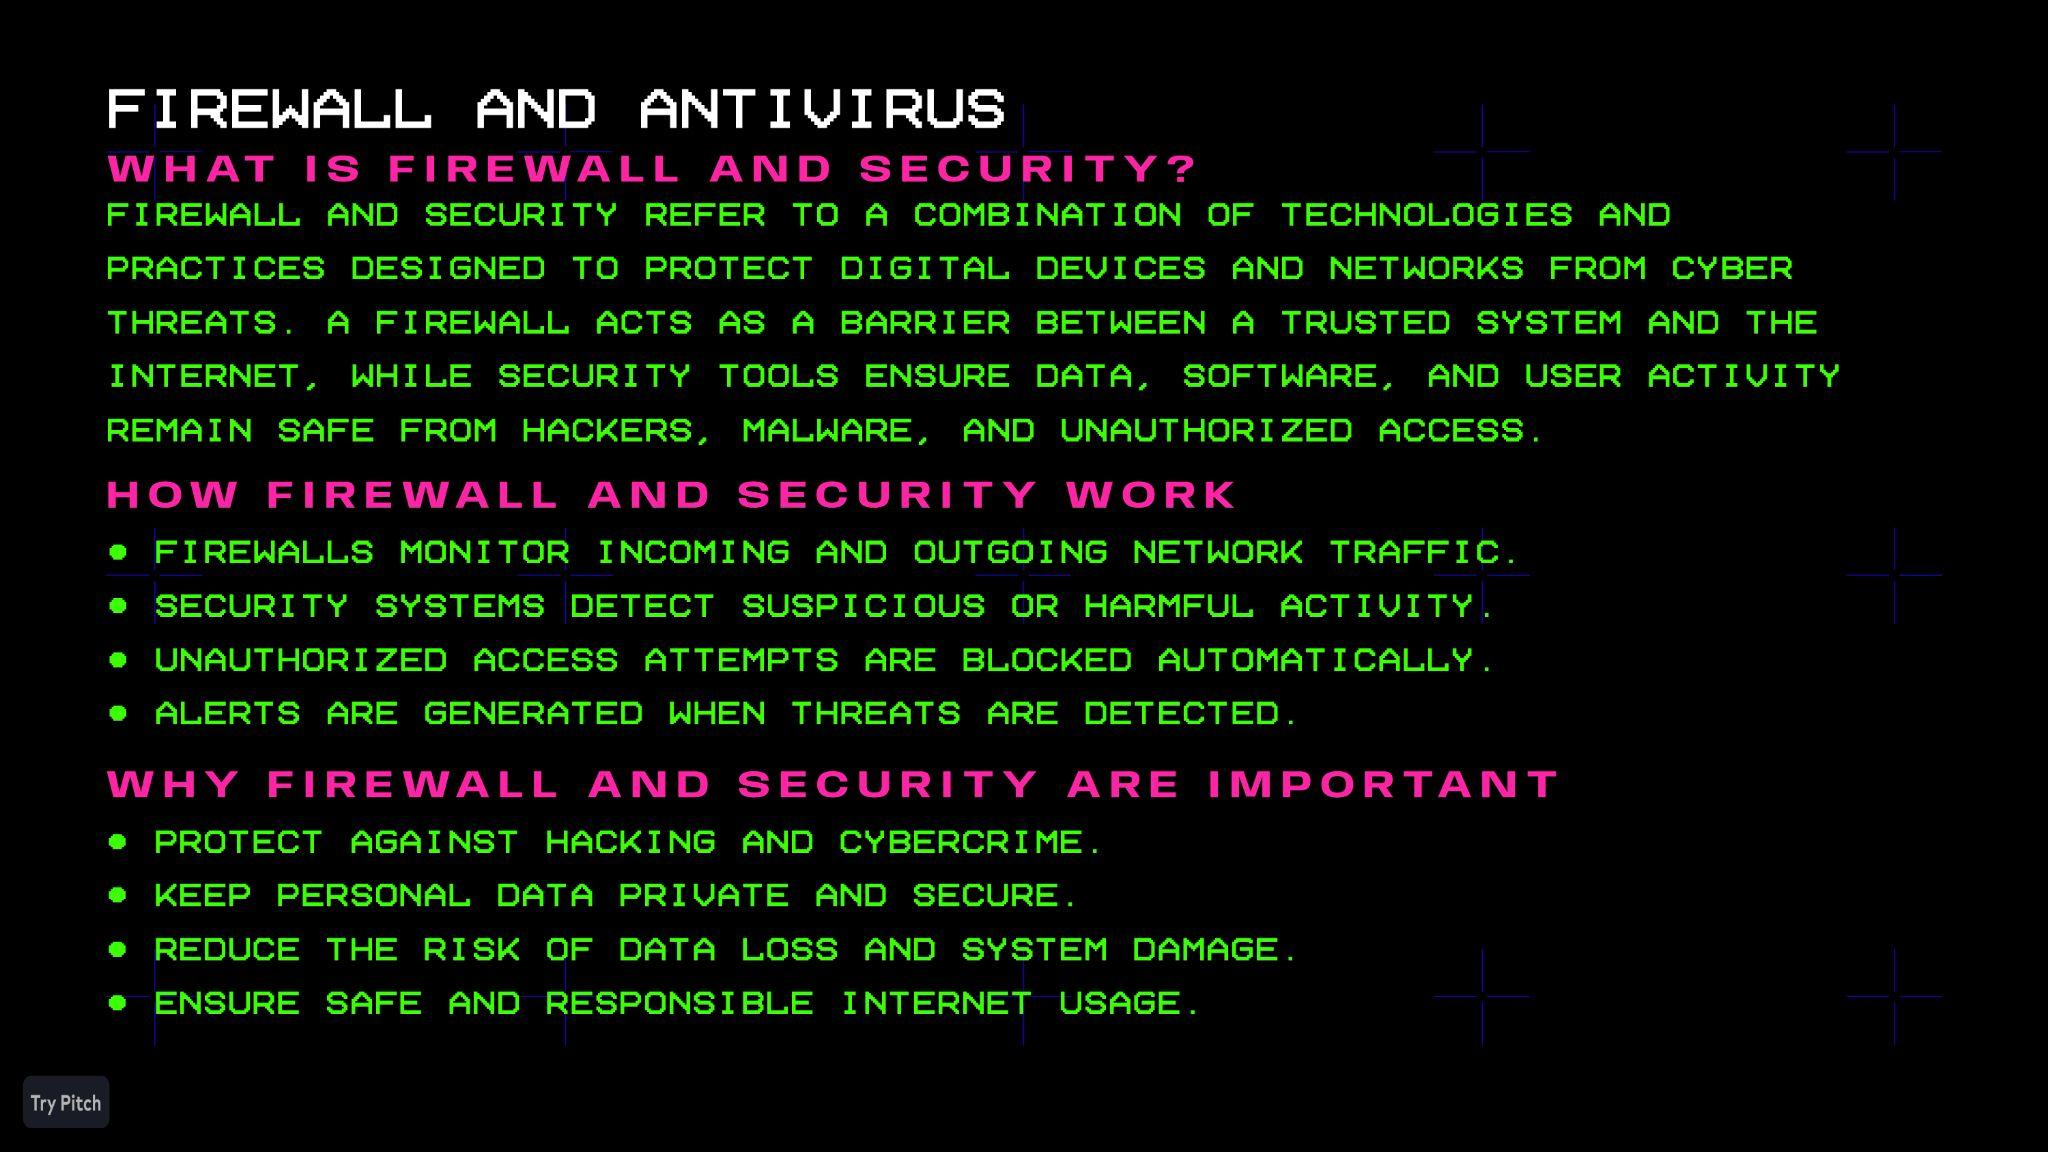 FIREWALL AND ANTIVIRUS
WHAT IS FIREWALL AND SECURITY?
FIREWALL AND SECURITY REFER TO A COMBINATION OF TECHNOLOGIES AND
PRACTICES DESIGNED TO PROTECT DIGITAL DEVICES AND NETWORKS FROM CYBER
THREATS. A FIREWALL ACTS AS A BARRIER BETWEEN A TRUSTED SYSTEM AND THE
INTERNET, WHILE SECURITY TOOLS ENSURE DATA, SOFTWARE, AND USER ACTIVITY
REMAIN SAFE FROM HACKERS, MALWARE, AND UNAUTHORIZED ACCESS.
HOW FIREWALL AND SECURITY WORK
• FIREWALLS MONITOR INCOMING AND OUTGOING NETWORK TRAFFIC.
• SECURITY SYSTEMS DETECT SUSPICIOUS OR HARMFUL ACTIVITY.
• UNAUTHORIZED ACCESS ATTEMPTS ARE BLOCKED AUTOMATICALLY.
• ALERTS ARE GENERATED WHEN THREATS ARE DETECTED.
WHY FIREWALL AND SECURITY ARE IMPORTANT
• PROTECT AGAINST HACKING AND CYBERCRIME.
• KEEP PERSONAL DATA PRIVATE AND SECURE.
• REDUCE THE RISK OF DATA LOSS AND SYSTEM DAMAGE.
• ENSURE SAFE AND RESPONSIBLE INTERNET USAGE.
Try Pitch